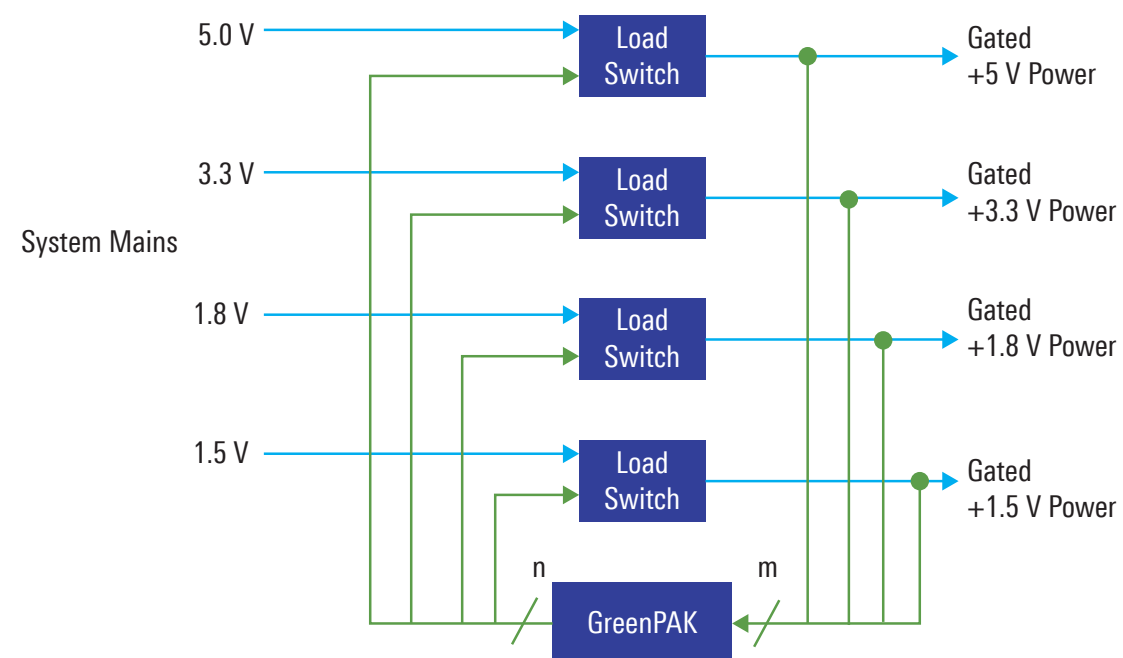 5.0 V
Load
Switch
Gated
+5 V Power
3.3 V
Load
Switch
Gated
+3.3 V Power
System Mains
1.8 V
Load
Switch
Gated
+1.8 V Power
1.5 V
Load
Switch
Gated
+1.5 V Power
n
m
GreenPAK